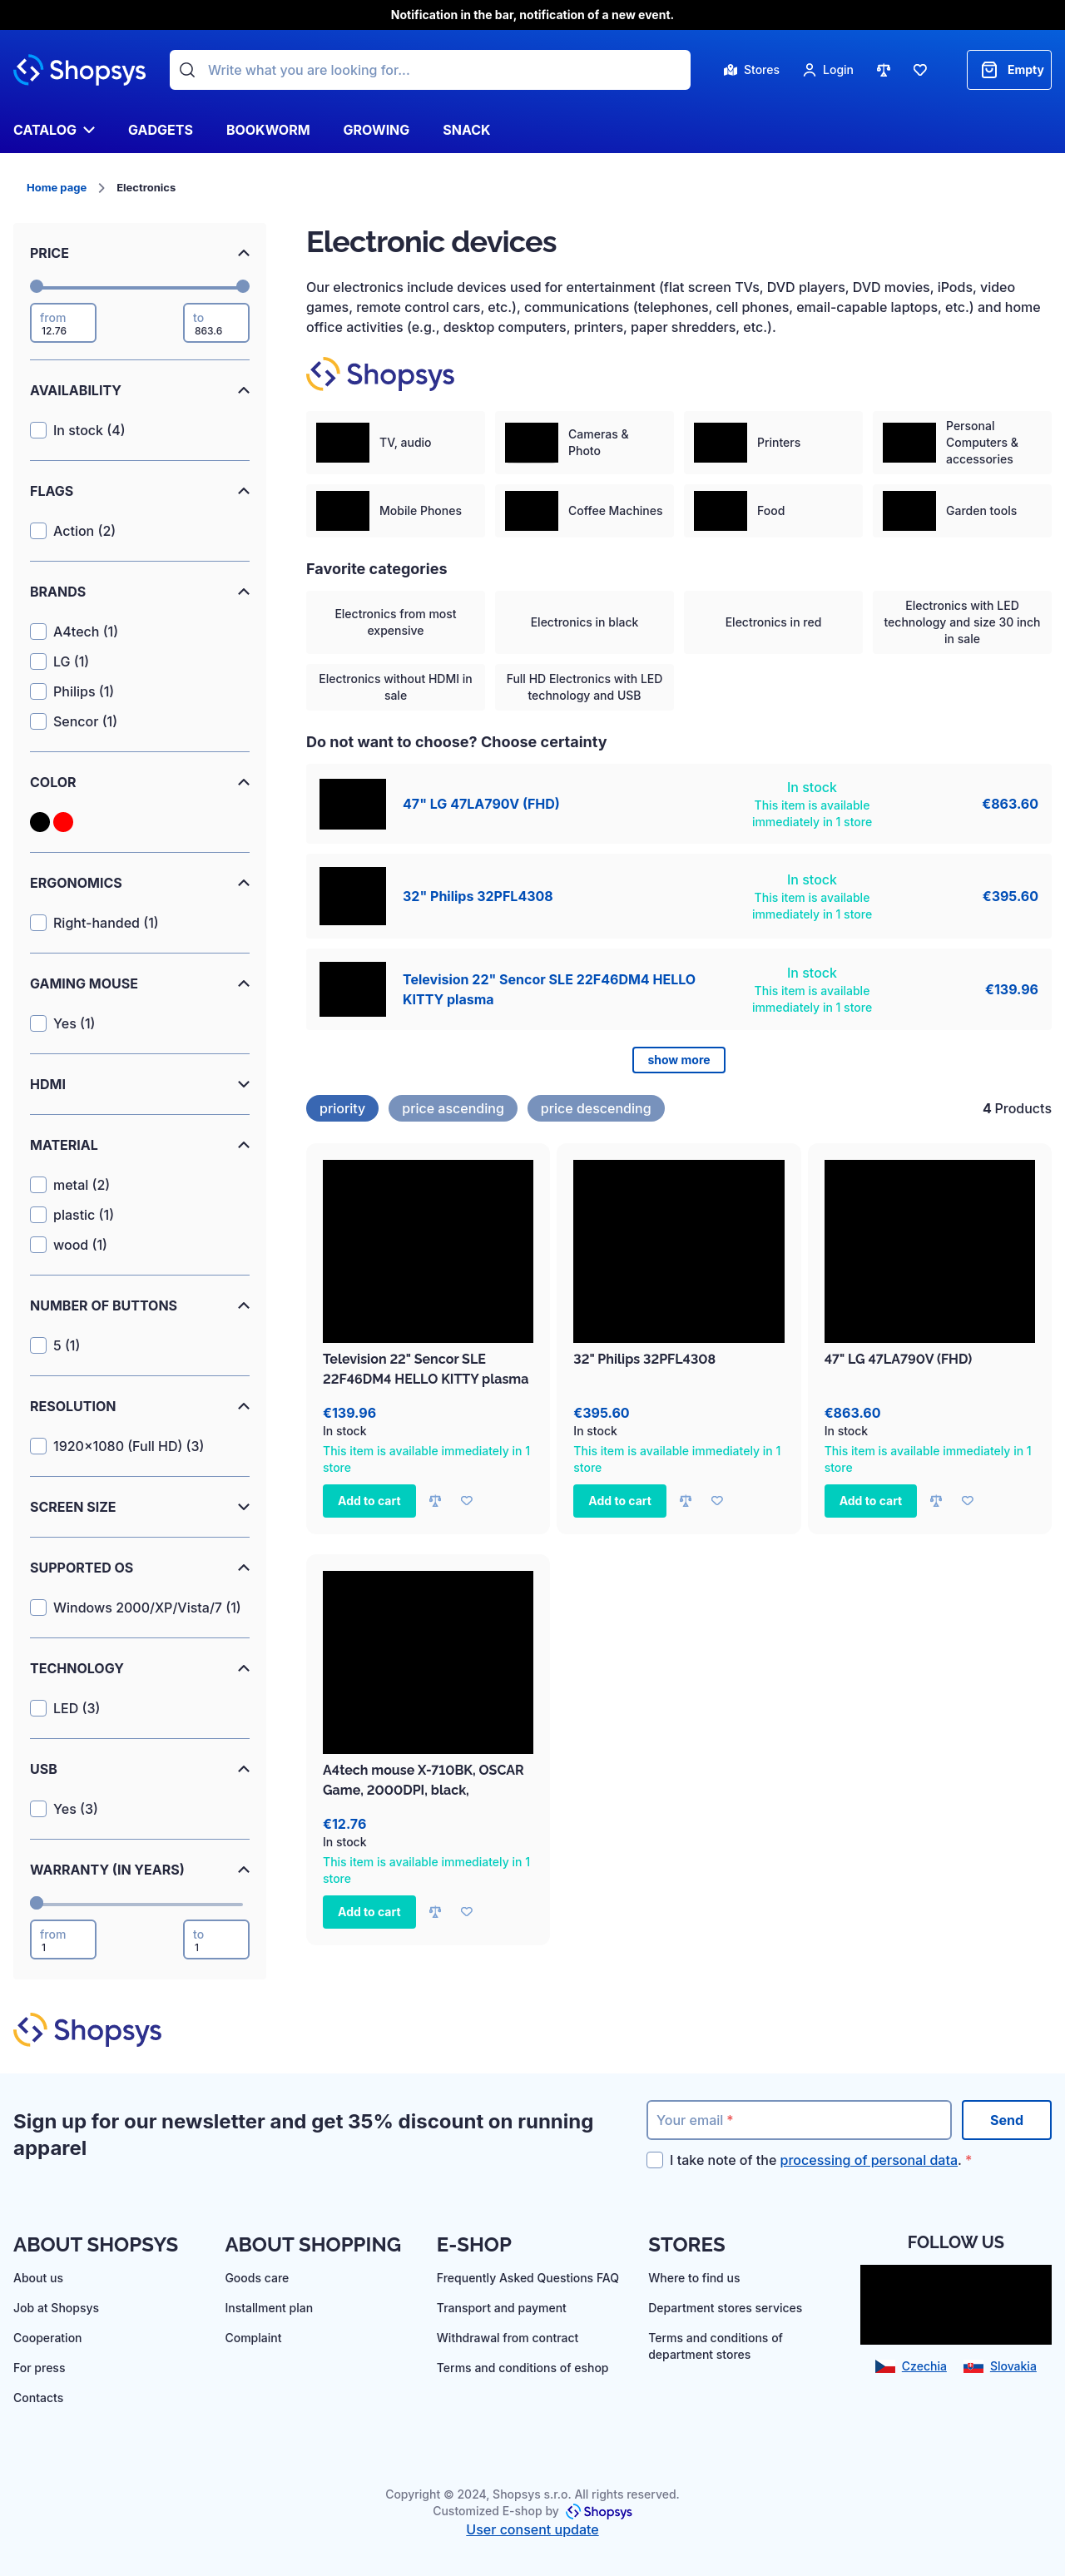 Notification in the bar, notification of a new event.
Shopsys
Write what you are looking for...
Stores
Login
Empty
CATALOG
GADGETS
BOOKWORM
GROWING
SNACK
Home page
Electronics
PRICE
from
12.76
to
863.6
AVAILABILITY
In stock (4)
FLAGS
Action (2)
BRANDS
A4tech (1)
LG (1)
Philips (1)
Sencor (1)
COLOR
ERGONOMICS
Right-handed (1)
GAMING MOUSE
Yes (1)
HDMI
MATERIAL
metal (2)
plastic (1)
wood (1)
NUMBER OF BUTTONS
5 (1)
RESOLUTION
1920×1080 (Full HD) (3)
SCREEN SIZE
SUPPORTED OS
Windows 2000/XP/Vista/7 (1)
TECHNOLOGY
LED (3)
USB
Yes (3)
WARRANTY (IN YEARS)
from
1
to
1
Electronic devices
Our electronics include devices used for entertainment (flat screen TVs, DVD players, DVD movies, iPods, video
games, remote control cars, etc.), communications (telephones, cell phones, email-capable laptops, etc.) and home
office activities (e.g., desktop computers, printers, paper shredders, etc.).
Shopsys
TV, audio
Cameras &
Photo
Printers
Personal
Computers &
accessories
Mobile Phones
Coffee Machines
Food
Garden tools
Favorite categories
Electronics from most
expensive
Electronics in black
Electronics in red
Electronics with LED
technology and size 30 inch
in sale
Electronics without HDMI in
sale
Full HD Electronics with LED
technology and USB
Do not want to choose? Choose certainty
47" LG 47LA790V (FHD)
In stock
This item is available
immediately in 1 store
€863.60
32" Philips 32PFL4308
In stock
This item is available
immediately in 1 store
€395.60
Television 22" Sencor SLE 22F46DM4 HELLO
KITTY plasma
In stock
This item is available
immediately in 1 store
€139.96
show more
priority
price ascending
price descending
4 Products
Television 22" Sencor SLE
22F46DM4 HELLO KITTY plasma
€139.96
In stock
This item is available immediately in 1
store
Add to cart
32" Philips 32PFL4308
€395.60
In stock
This item is available immediately in 1
store
Add to cart
47" LG 47LA790V (FHD)
€863.60
In stock
This item is available immediately in 1
store
Add to cart
A4tech mouse X-710BK, OSCAR
Game, 2000DPI, black,
€12.76
In stock
This item is available immediately in 1
store
Add to cart
Shopsys
Sign up for our newsletter and get 35% discount on running
apparel
Your email *
Send
I take note of the processing of personal data. *
ABOUT SHOPSYS
About us
Job at Shopsys
Cooperation
For press
Contacts
ABOUT SHOPPING
Goods care
Installment plan
Complaint
E-SHOP
Frequently Asked Questions FAQ
Transport and payment
Withdrawal from contract
Terms and conditions of eshop
STORES
Where to find us
Department stores services
Terms and conditions of
department stores
FOLLOW US
Czechia
Slovakia
Copyright © 2024, Shopsys s.r.o. All rights reserved.
Customized E-shop by Shopsys
User consent update